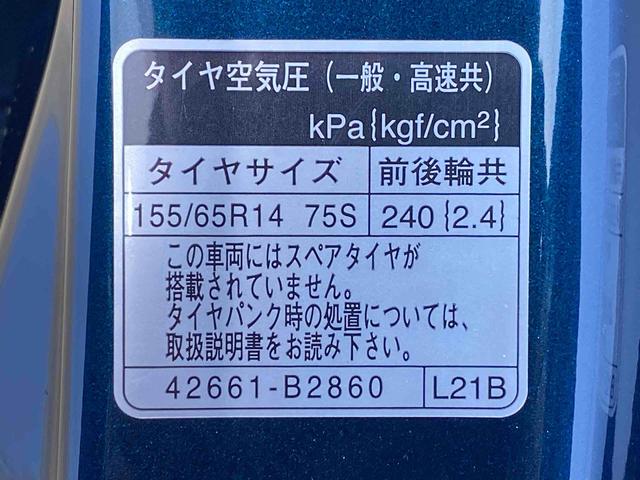 タイヤ空気圧（一般・高速共）
kPa{kgf/cm²}
タイヤサイズ 前後輪共
155/65R14 75S 240{2.4}
この車両にはスペアタイヤが
搭載されていません。
タイヤパンク時の処置については、
取扱説明書をお読み下さい。
42661-B2860 L21B